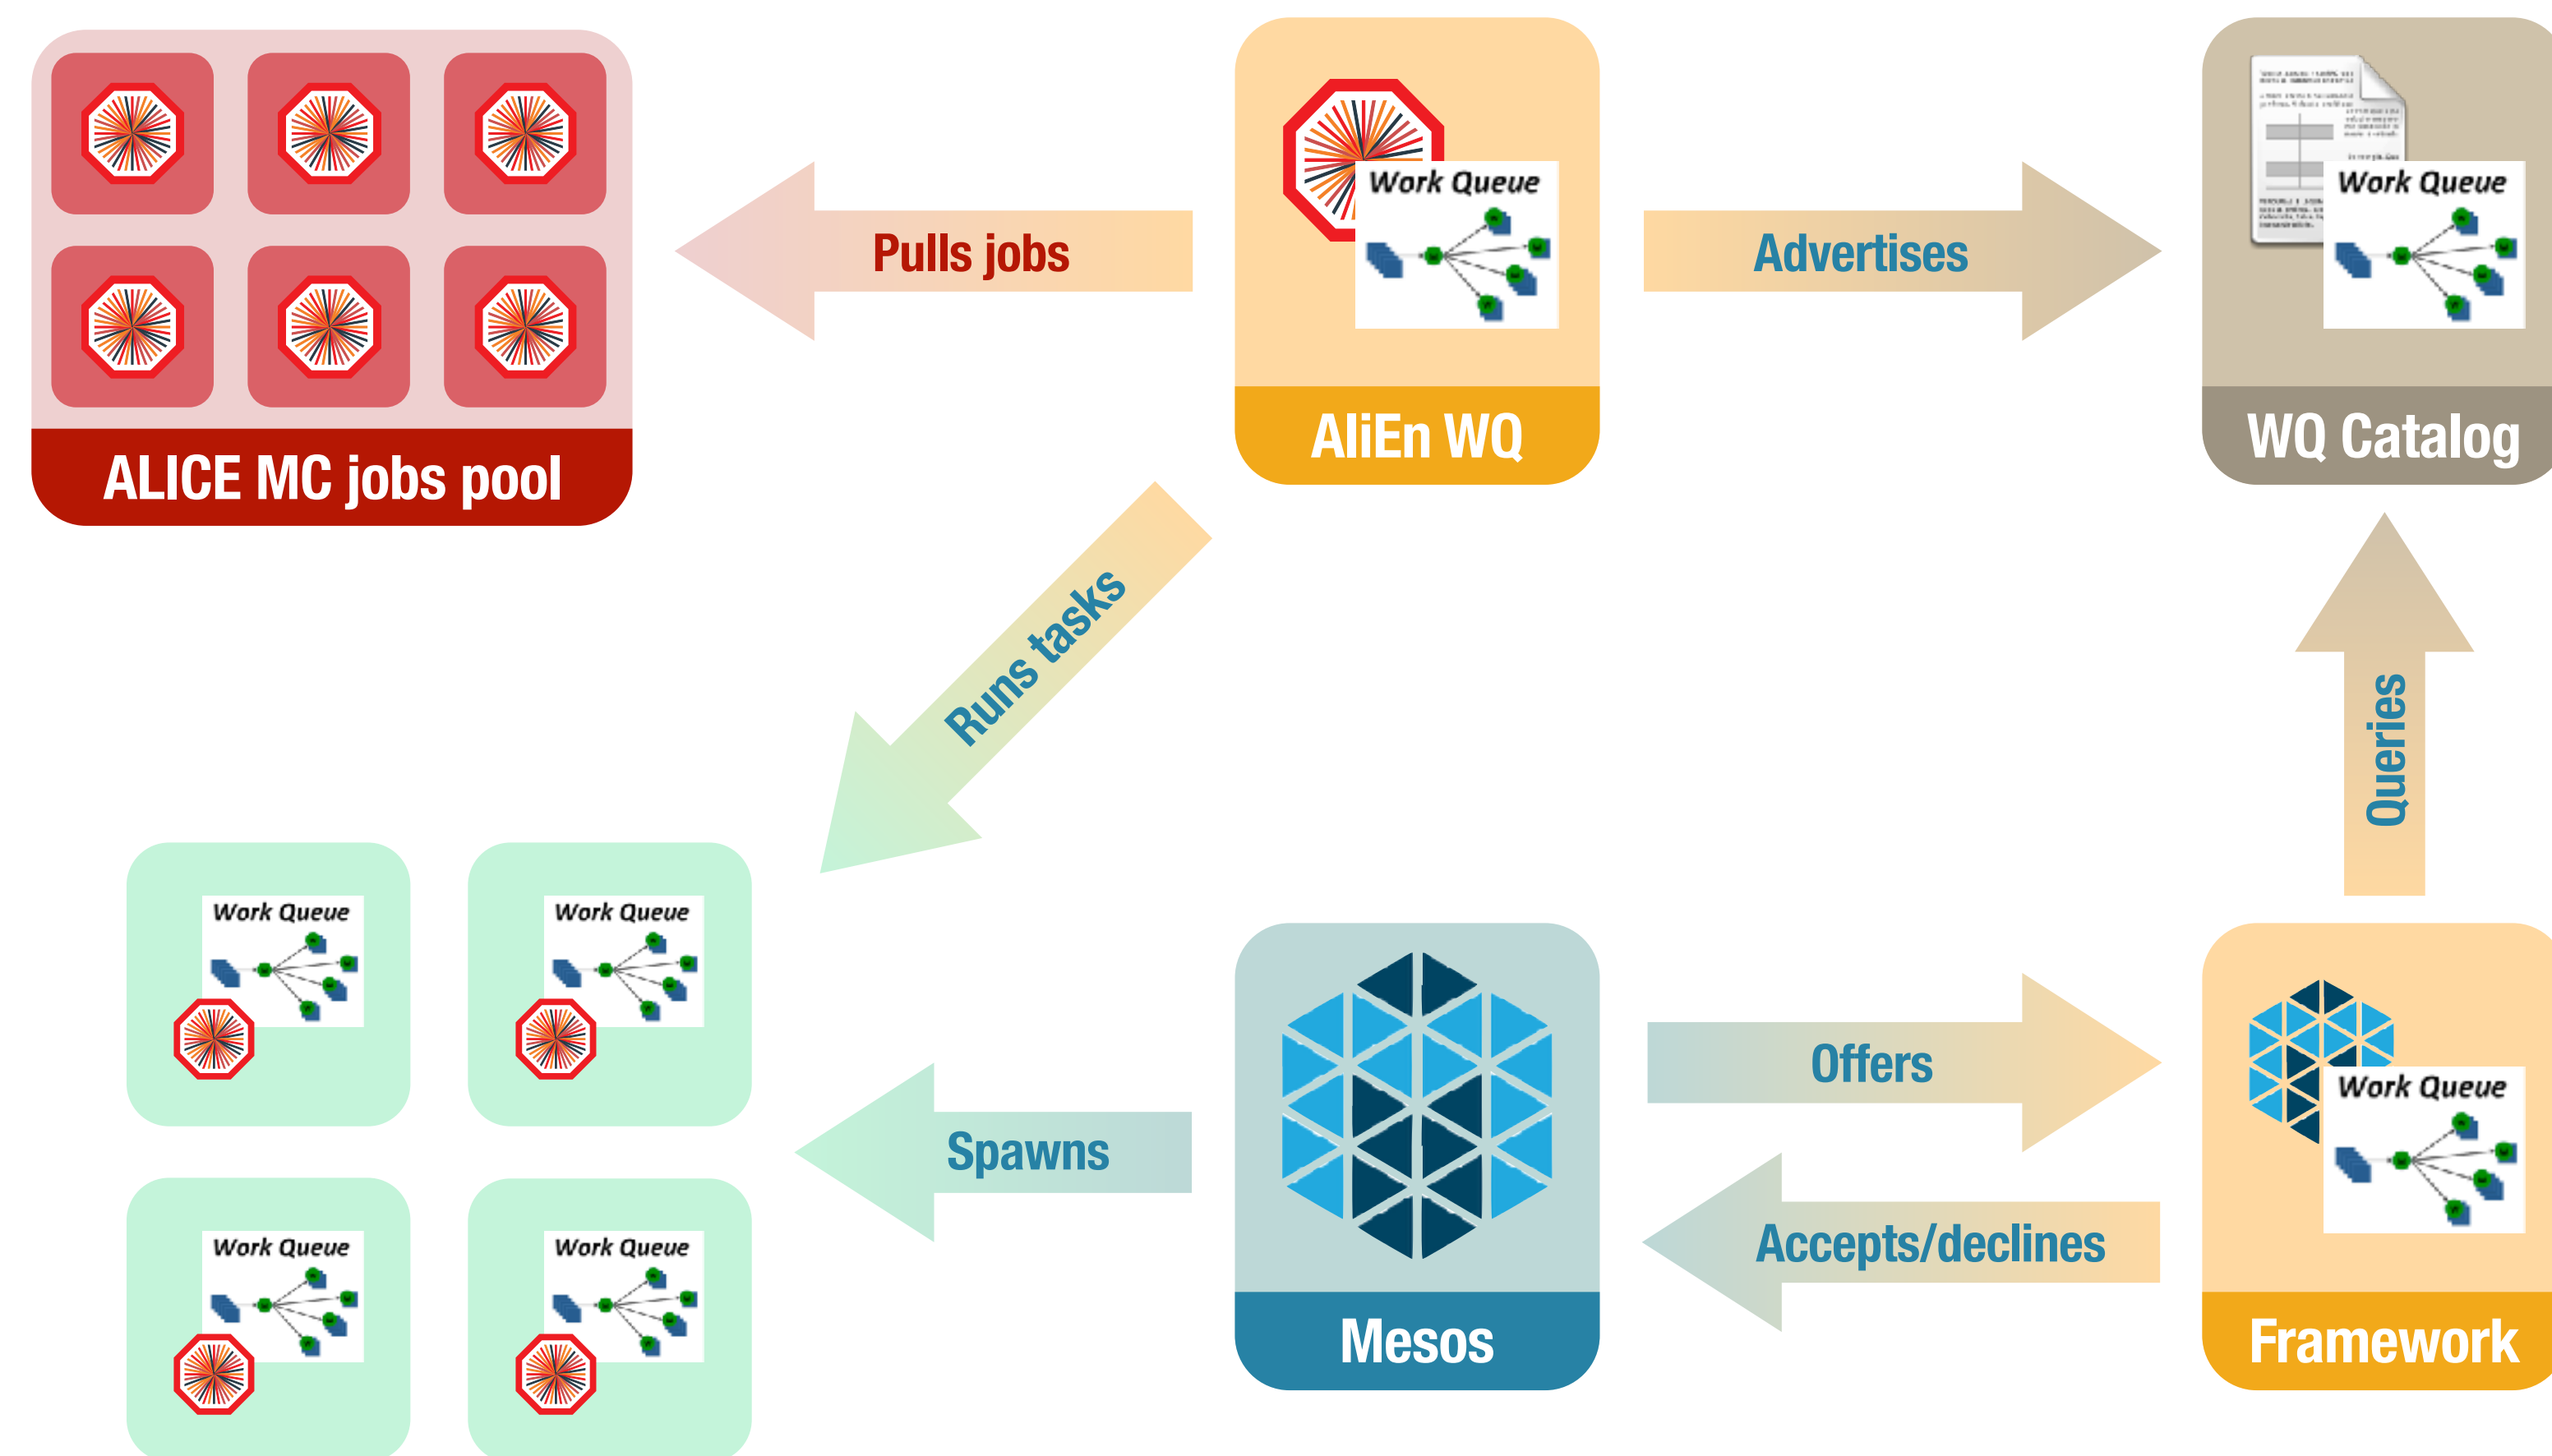 Work Queue
Work Queue
Pulls jobs
Advertises
AliEn WQ
WQ Catalog
ALICE MC jobs pool
Runs tasks
Queries
Work Queue
Work Queue
Offers
Work Queue
Spawns
Accepts/declines
Work Queue
Work Queue
Mesos
Framework